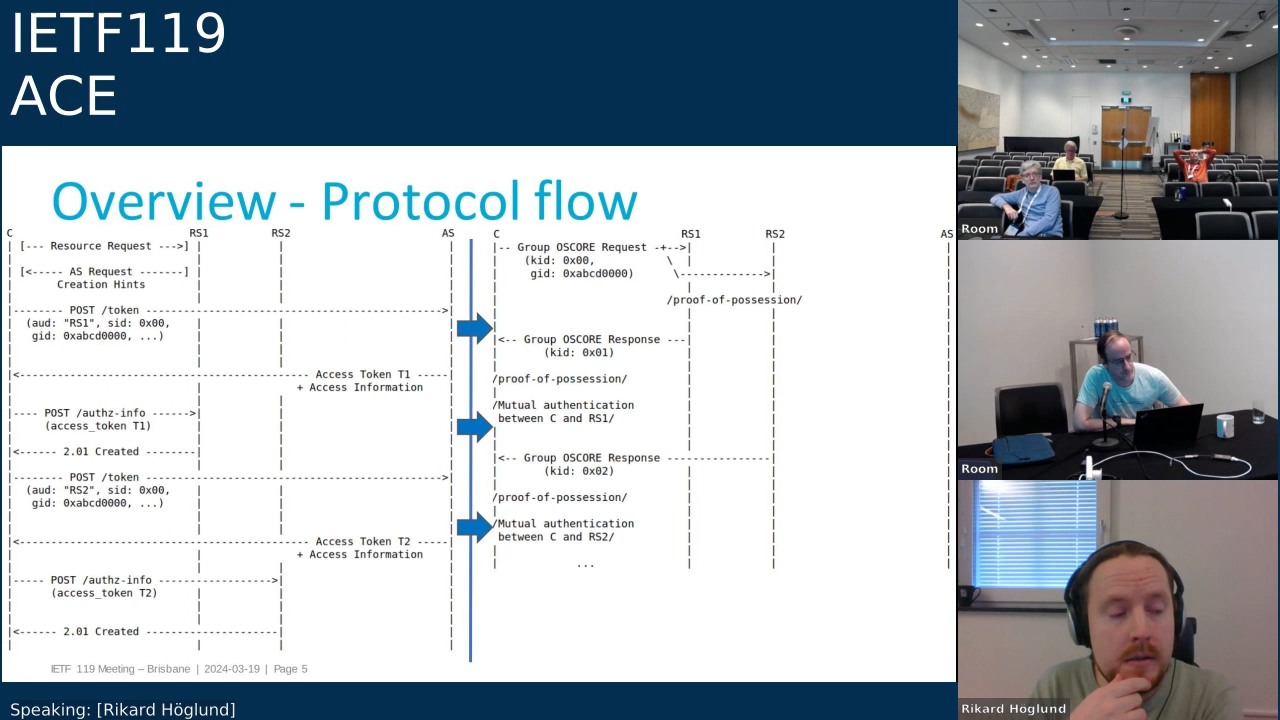 IETF119
ACE
Overview - Protocol flow
C RS1 RS2 AS
[--- Resource Request --->]
[<----- AS Request -------]
Creation Hints
-------- POST /token ------------------------------------------->
(aud: "RS1", sid: 0x00,
gid: 0xabcd0000, ...)
<-------------------------------------------- Access Token T1 ----
+ Access Information
---- POST /authz-info ------>
(access_token T1)
<------ 2.01 Created --------
-------- POST /token ------------------------------------------->
(aud: "RS2", sid: 0x00,
gid: 0xabcd0000, ...)
<-------------------------------------------- Access Token T2 -----
+ Access Information
----- POST /authz-info ------------------>
(access_token T2)
<------ 2.01 Created --------------------
C RS1 RS2 AS
-- Group OSCORE Request -+-->
(kid: 0x00, \
gid: 0xabcd0000) \------------->
/proof-of-possession/
<-- Group OSCORE Response ---
(kid: 0x01)
/proof-of-possession/
/Mutual authentication
between C and RS1/
<-- Group OSCORE Response ----------------
(kid: 0x02)
/proof-of-possession/
/Mutual authentication
between C and RS2/
...
IETF 119 Meeting – Brisbane | 2024-03-19 | Page 5
Speaking: [Rikard Höglund]
Room
Room
Rikard Höglund